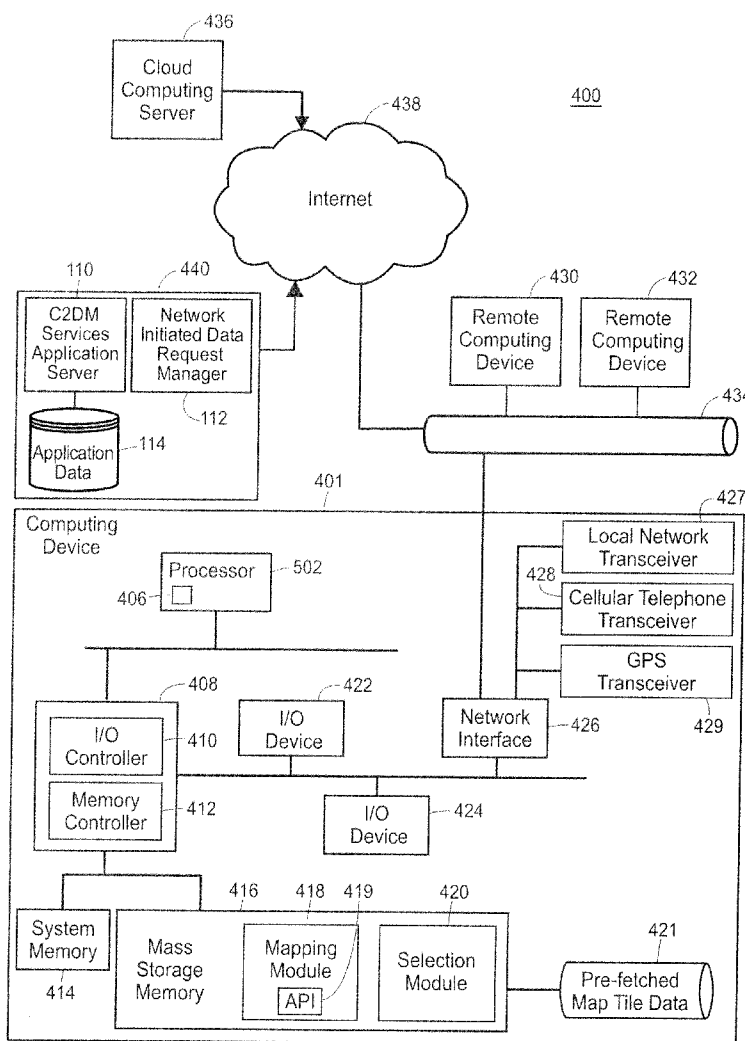 436
Cloud
Computing
Server
438
400
Internet
110
440
C2DM
Services
Application
Server
Network
Initiated Data
Request
Manager
112
Application
Data
114
430
432
Remote
Computing
Device
Remote
Computing
Device
434
401
427
Computing
Device
Processor
502
406
Local Network
Transceiver
428
Cellular Telephone
Transceiver
GPS
Transceiver
429
408
I/O
Controller
410
Memory
Controller
412
422
I/O
Device
Network
Interface
426
I/O
Device
424
416
418
419
420
421
System
Memory
414
Mass
Storage
Memory
Mapping
Module
API
Selection
Module
Pre-fetched
Map Tile Data